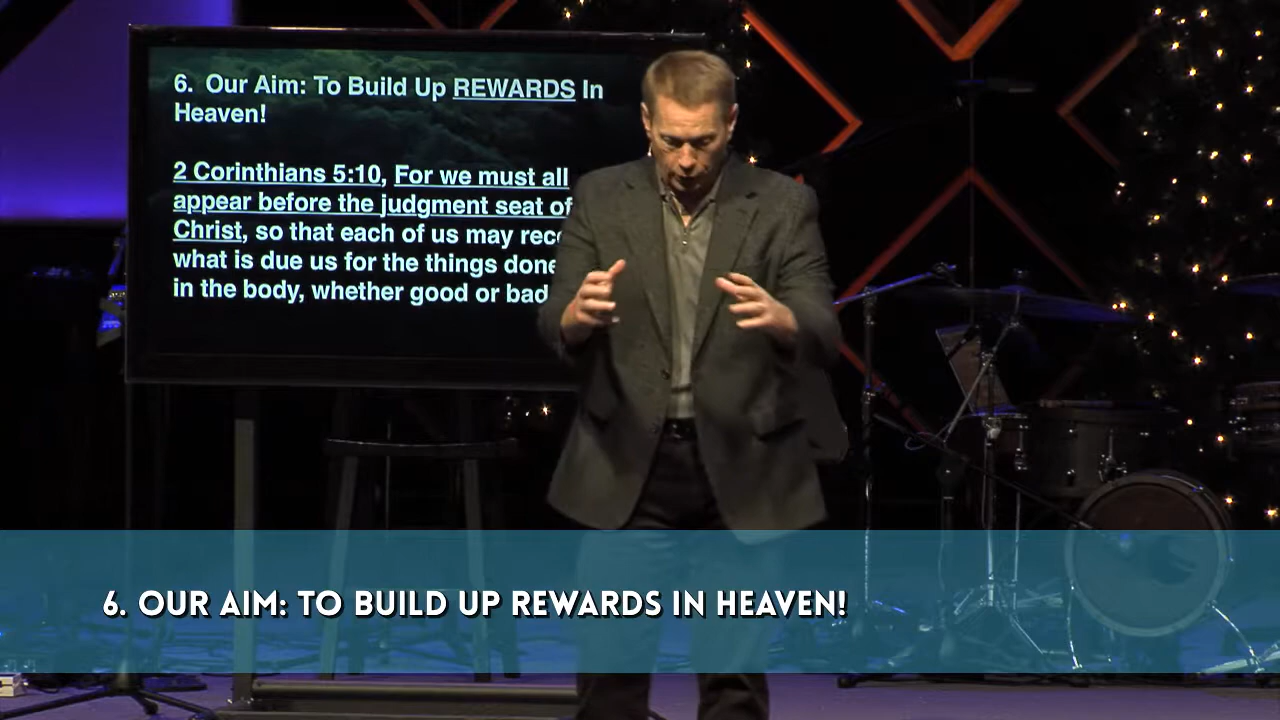 6. Our Aim: To Build Up REWARDS In
Heaven!
2 Corinthians 5:10, For we must all
appear before the judgment seat of
Christ, so that each of us may
what is due us for the things done
in the body, whether good or bad
6. OUR AIM: TO BUILD UP REWARDS IN HEAVEN!